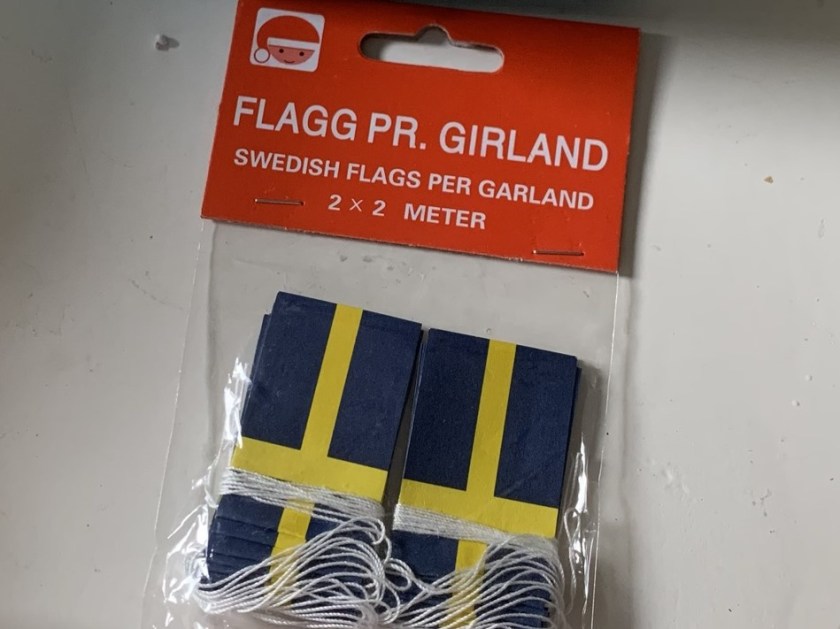 FLAGG PR. GIRLAND
SWEDISH FLAGS PER GARLAND
2 × 2 METER